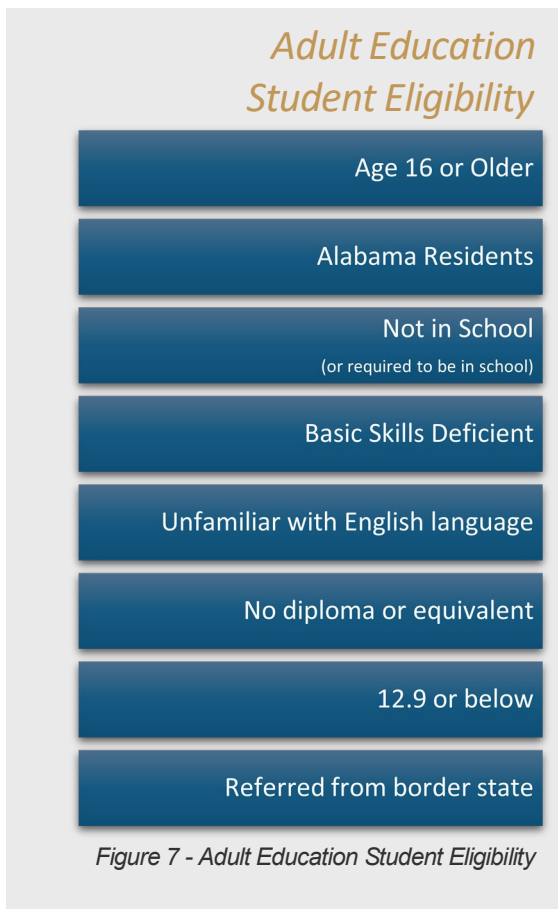 Adult Education
Student Eligibility
Age 16 or Older
Alabama Residents
Not in School
(or required to be in school)
Basic Skills Deficient
Unfamiliar with English language
No diploma or equivalent
12.9 or below
Referred from border state
Figure 7 - Adult Education Student Eligibility